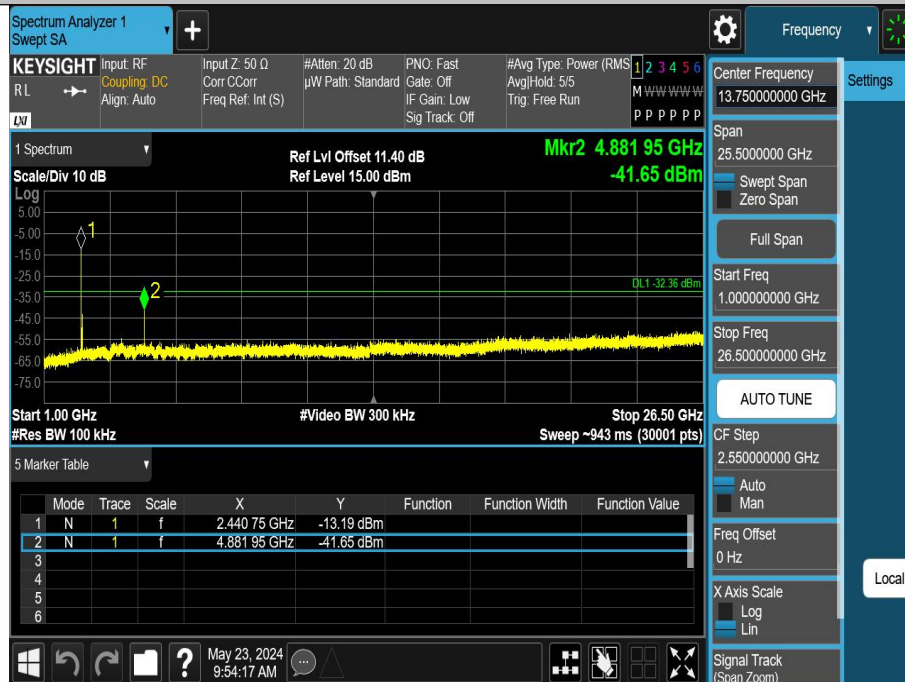 Spectrum Analyzer 1
Swept SA
Frequency
KEYSIGHT
RL
LXI
Input: RF
Coupling: DC
Align: Auto
Input Z: 50 Ω
Corr CCorr
Freq Ref: Int (S)
#Atten: 20 dB
µW Path: Standard
PNO: Fast
Gate: Off
IF Gain: Low
Sig Track: Off
#Avg Type: Power (RMS
Avg|Hold: 5/5
Trig: Free Run
1 2 3 4 5 6
M W W W W W
P P P P P P
1 Spectrum
Scale/Div 10 dB
Ref Lvl Offset 11.40 dB
Ref Level 15.00 dBm
Mkr2 4.881 95 GHz
-41.65 dBm
Log
5.00
-5.00
-15.0
-25.0
-35.0
-45.0
-55.0
-65.0
-75.0
1
2
DL1 -32.36 dBm
Start 1.00 GHz
#Video BW 300 kHz
Stop 26.50 GHz
#Res BW 100 kHz
Sweep ~943 ms (30001 pts)
5 Marker Table
Mode Trace Scale X Y Function Function Width Function Value
1 N 1 f 2.440 75 GHz -13.19 dBm
2 N 1 f 4.881 95 GHz -41.65 dBm
3
4
5
6
?
May 23, 2024
9:54:17 AM
Center Frequency
13.750000000 GHz
Settings
Span
25.5000000 GHz
Swept Span
Zero Span
Full Span
Start Freq
1.000000000 GHz
Stop Freq
26.500000000 GHz
AUTO TUNE
CF Step
2.550000000 GHz
Auto
Man
Freq Offset
0 Hz
Local
X Axis Scale
Log
Lin
Signal Track
(Span Zoom)